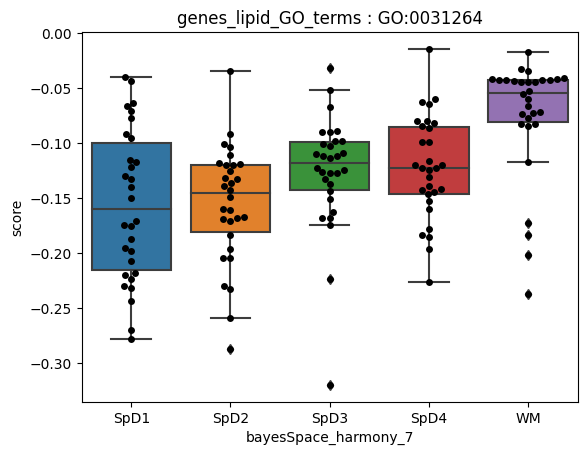 genes_lipid_GO_terms : GO:0031264
0.00
−0.05
−0.10
−0.15
−0.20
−0.25
−0.30
score
SpD1 SpD2 SpD3 SpD4 WM
bayesSpace_harmony_7